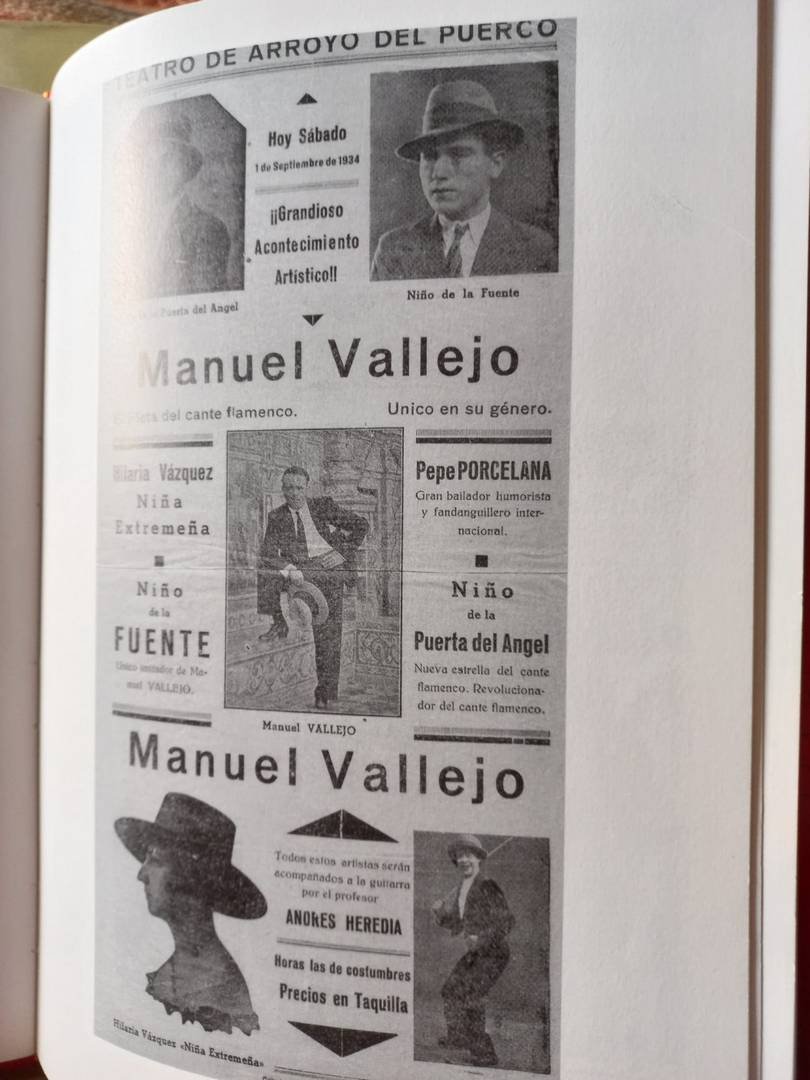 TEATRO DE ARROYO DEL PUERCO
Hoy Sábado
1 de Septiembre de 1934
¡¡Grandioso
Acontecimiento
Artístico!!
Puerta del Angel
Niño de la Fuente
Manuel Vallejo
del cante flamenco.
Unico en su género.
Hilaria Vázquez
Niña
Extremeña
Niño
de la
FUENTE
Unico imitador de Ma-
nuel VALLEJO.
Manuel VALLEJO
Pepe PORCELANA
Gran bailador humorista
y fandanguillero inter-
nacional.
Niño
de la
Puerta del Angel
Nueva estrella del cante
flamenco. Revoluciona-
dor del cante flamenco.
Manuel Vallejo
Todos estos artistas serán
acompañados a la guitarra
por el profesor
ANDRES HEREDIA
Horas las de costumbres
Precios en Taquilla
Hilaria Vázquez «Niña Extremeña»